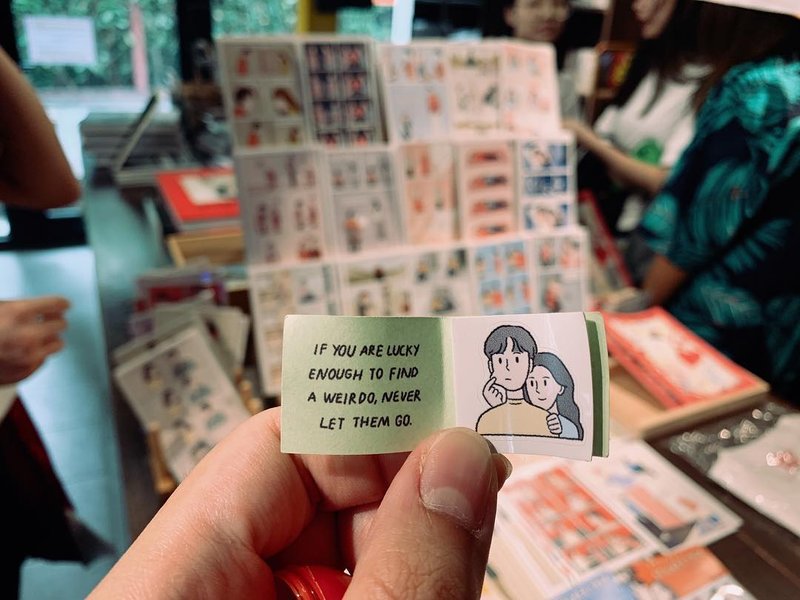 IF YOU ARE LUCKY
ENOUGH TO FIND
A WEIRDO, NEVER
LET THEM GO.